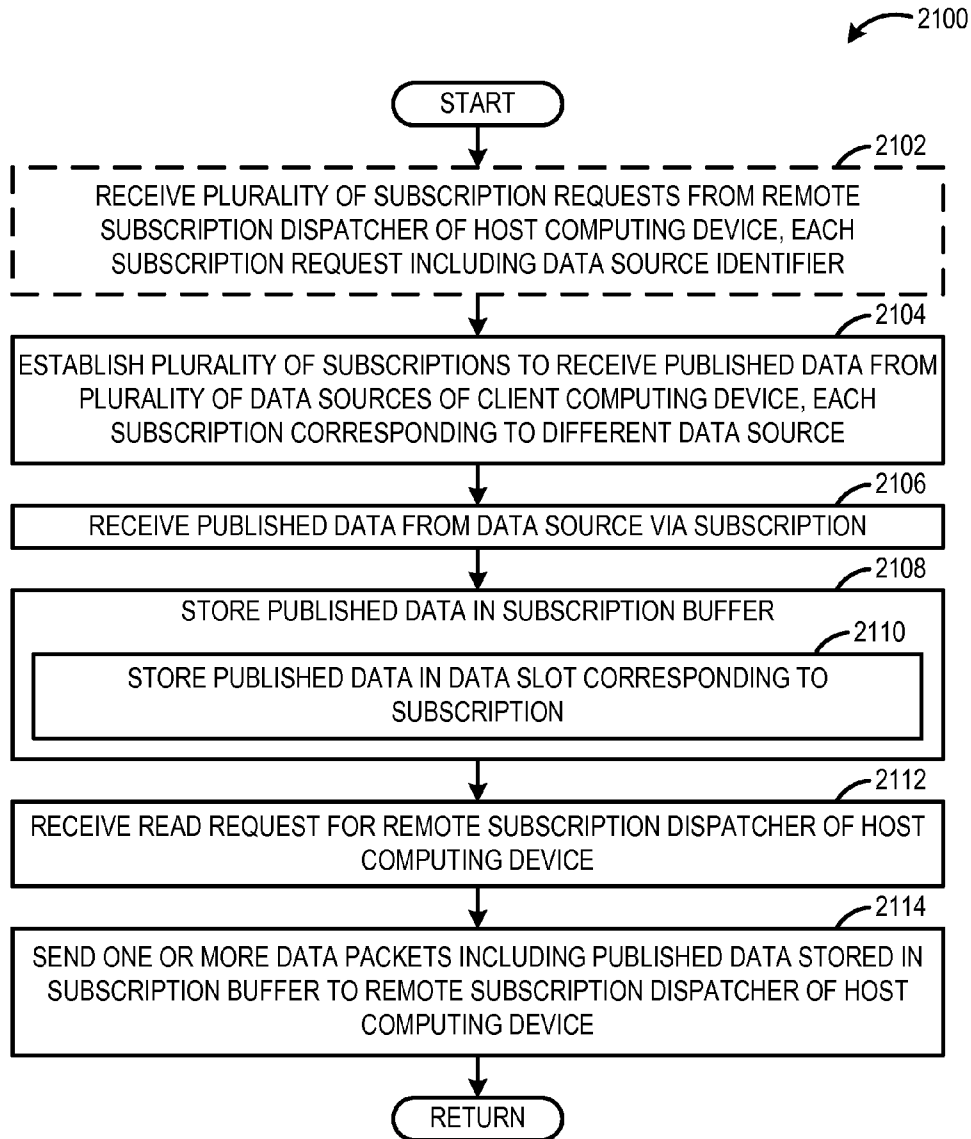 2100
START
2102
RECEIVE PLURALITY OF SUBSCRIPTION REQUESTS FROM REMOTE
SUBSCRIPTION DISPATCHER OF HOST COMPUTING DEVICE, EACH
SUBSCRIPTION REQUEST INCLUDING DATA SOURCE IDENTIFIER
2104
ESTABLISH PLURALITY OF SUBSCRIPTIONS TO RECEIVE PUBLISHED DATA FROM
PLURALITY OF DATA SOURCES OF CLIENT COMPUTING DEVICE, EACH
SUBSCRIPTION CORRESPONDING TO DIFFERENT DATA SOURCE
2106
RECEIVE PUBLISHED DATA FROM DATA SOURCE VIA SUBSCRIPTION
2108
STORE PUBLISHED DATA IN SUBSCRIPTION BUFFER
2110
STORE PUBLISHED DATA IN DATA SLOT CORRESPONDING TO
SUBSCRIPTION
2112
RECEIVE READ REQUEST FOR REMOTE SUBSCRIPTION DISPATCHER OF HOST
COMPUTING DEVICE
2114
SEND ONE OR MORE DATA PACKETS INCLUDING PUBLISHED DATA STORED IN
SUBSCRIPTION BUFFER TO REMOTE SUBSCRIPTION DISPATCHER OF HOST
COMPUTING DEVICE
RETURN